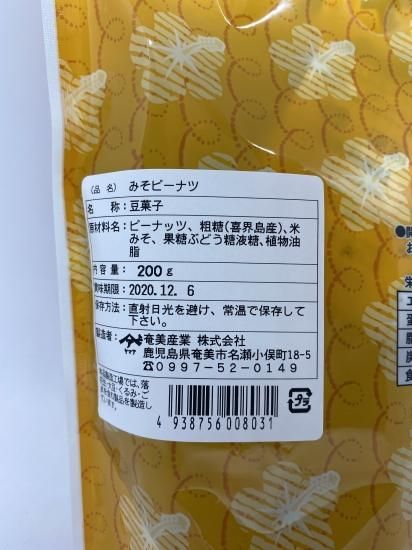 (品名) みそピーナツ
名称:豆菓子
原材料名:ピーナッツ、粗糖(喜界島産)、米
みそ、果糖ぶどう糖液糖、植物油
脂
内容量 200g
賞味期限 2020.12. 6
保存方法:直射日光を避け、常温で保存して
下さい。
製造者:ヤマア 奄美産業 株式会社
鹿児島県奄美市名瀬小俣町18-5
☎0997-52-0149
4 938756 008031
プラ